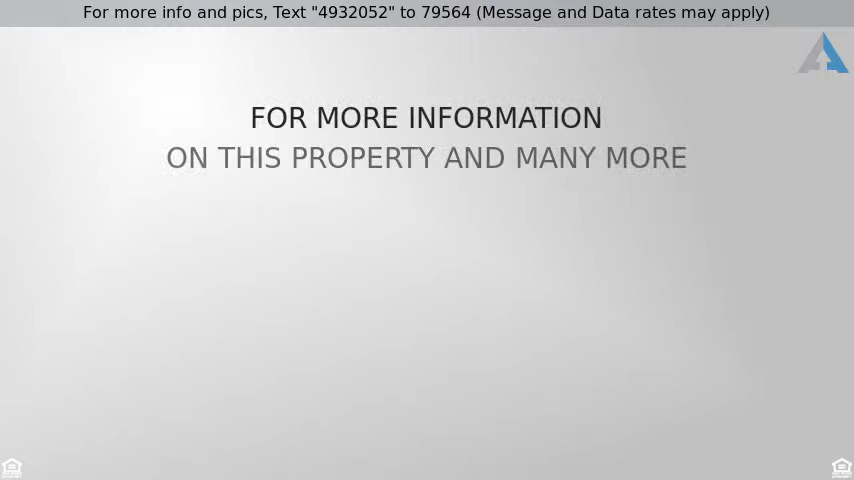 For more info and pics, Text "4932052" to 79564 (Message and Data rates may apply)
FOR MORE INFORMATION
ON THIS PROPERTY AND MANY MORE